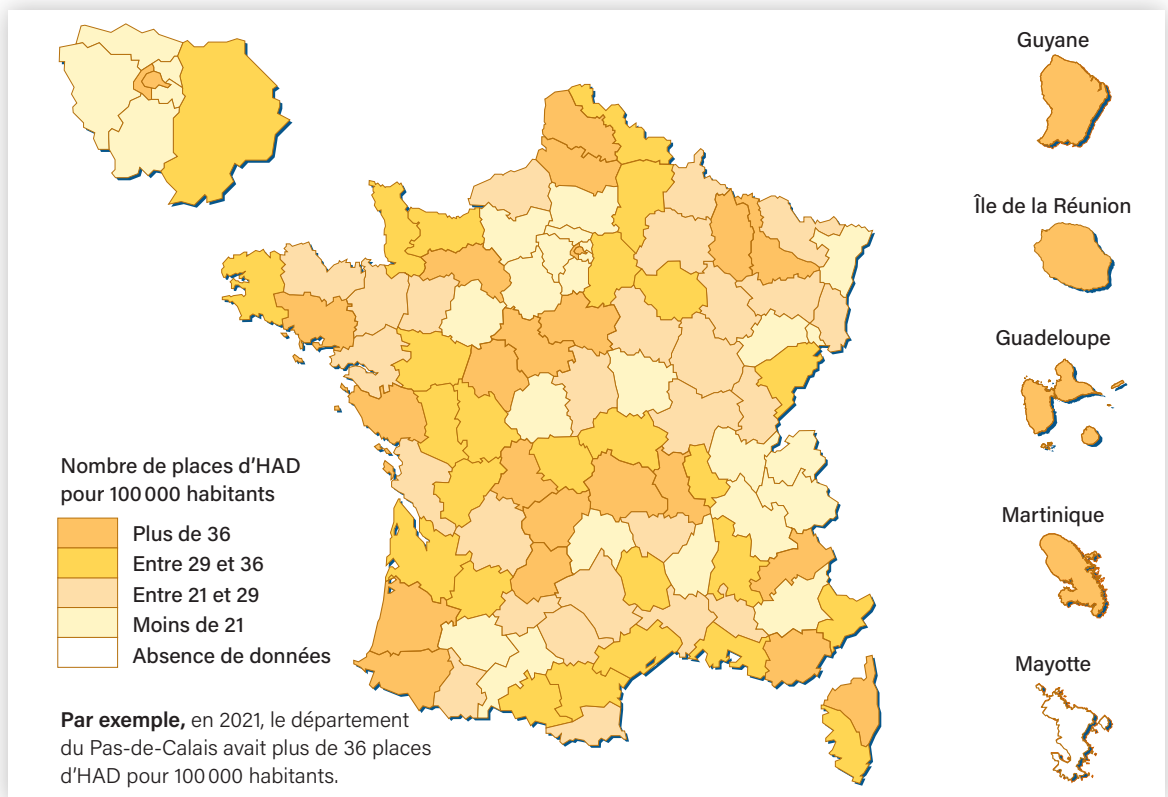 Guyane
Île de la Réunion
Guadeloupe
Martinique
Mayotte
Nombre de places d'HAD
pour 100 000 habitants
Plus de 36
Entre 29 et 36
Entre 21 et 29
Moins de 21
Absence de données
Par exemple, en 2021, le département
du Pas-de-Calais avait plus de 36 places
d'HAD pour 100 000 habitants.